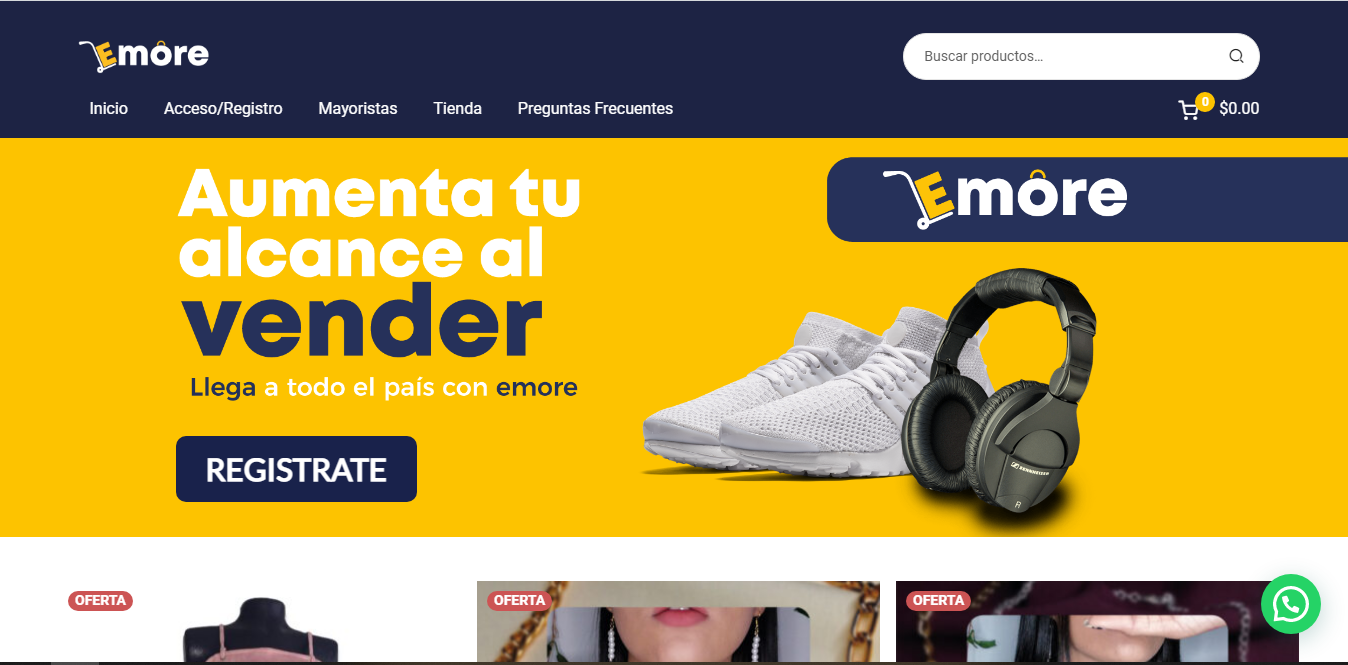 Emore
Buscar productos...
Inicio Acceso/Registro Mayoristas Tienda Preguntas Frecuentes 0 $0.00
Aumenta tu
alcance al
vender
Llega a todo el país con emore
REGISTRATE
Emore
SENNHEISER
R
OFERTA OFERTA OFERTA